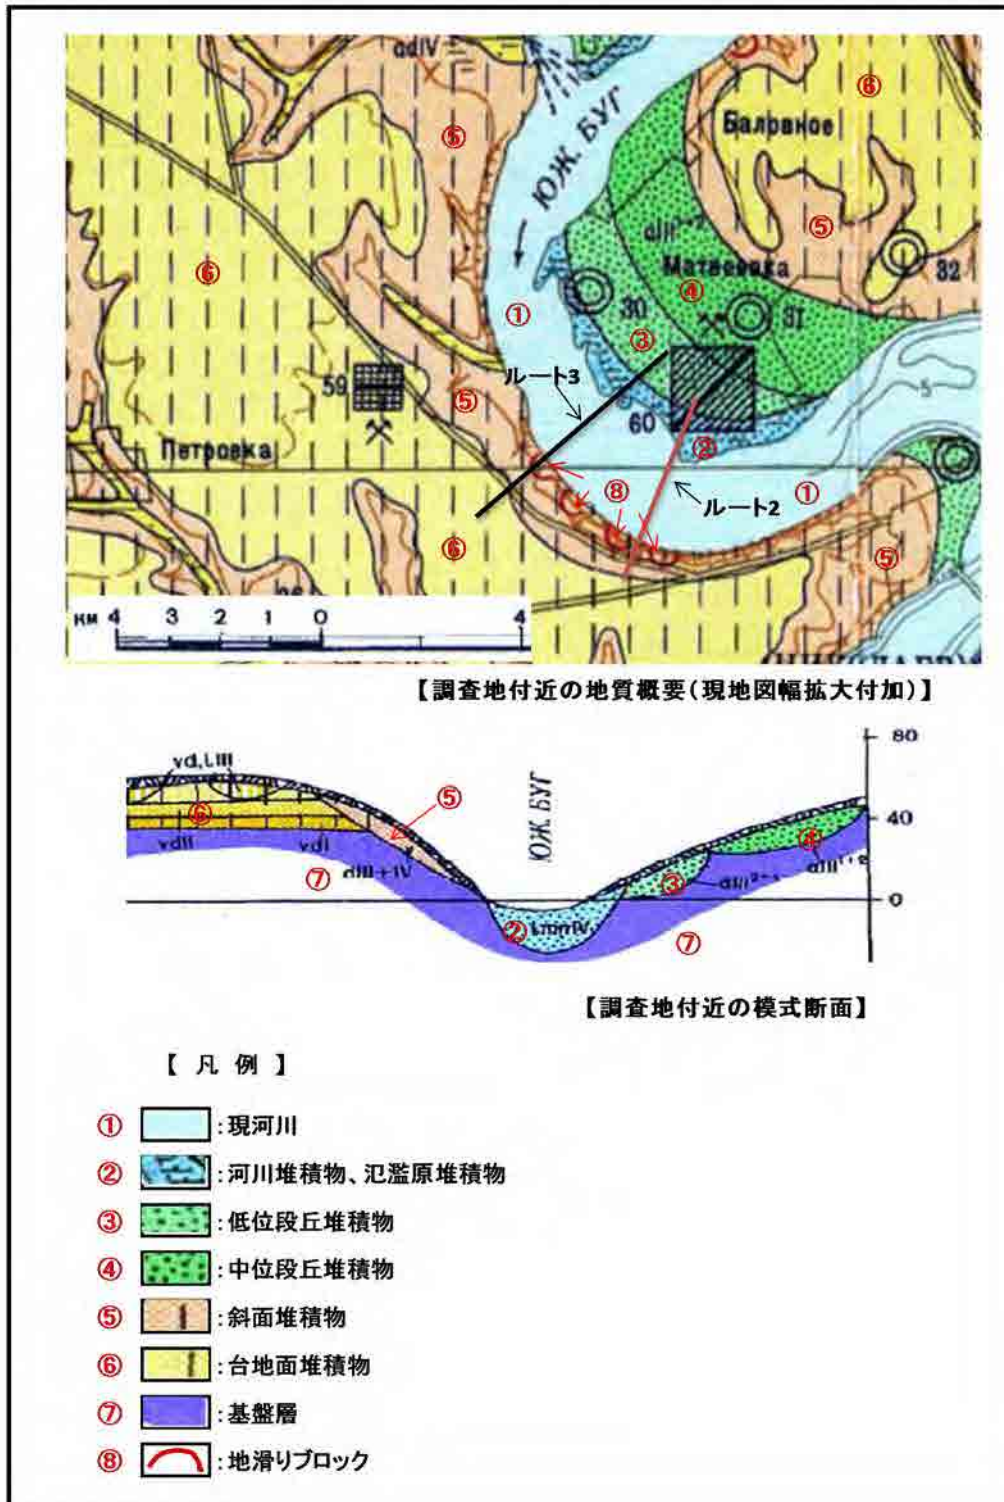 adIV
⑥
⑤
Балравное
ЮЖ. БУГ
⑤
⑥
Матвеевка
32
④
①
30
31
③
ルート3
59
⑤
60
②
Петровка
⑧
①
5
ルート2
⑥
⑤
КМ 4 3 2 1 0 4
【調査地付近の地質概要(現地図幅拡大付加)】
80
vd,LIII
ЮЖ. БУГ
⑤
⑥
40
④
vdII
vdI
dIII+IV
⑦
③
0
②
⑦
【調査地付近の模式断面】
【 凡 例 】
① :現河川
② :河川堆積物、氾濫原堆積物
③ :低位段丘堆積物
④ :中位段丘堆積物
⑤ :斜面堆積物
⑥ :台地面堆積物
⑦ :基盤層
⑧ :地滑りブロック